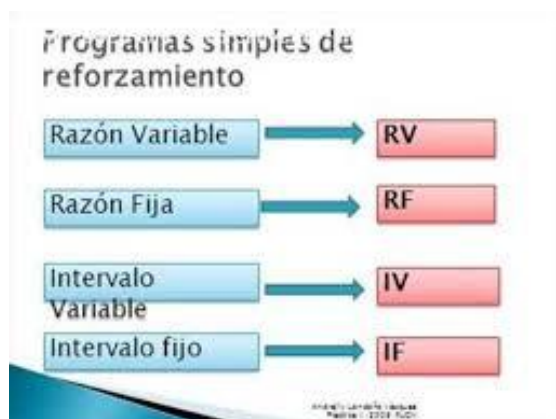 Programas simples de
reforzamiento
Razón Variable
RV
Razón Fija
RF
Intervalo
Variable
IV
Intervalo fijo
IF